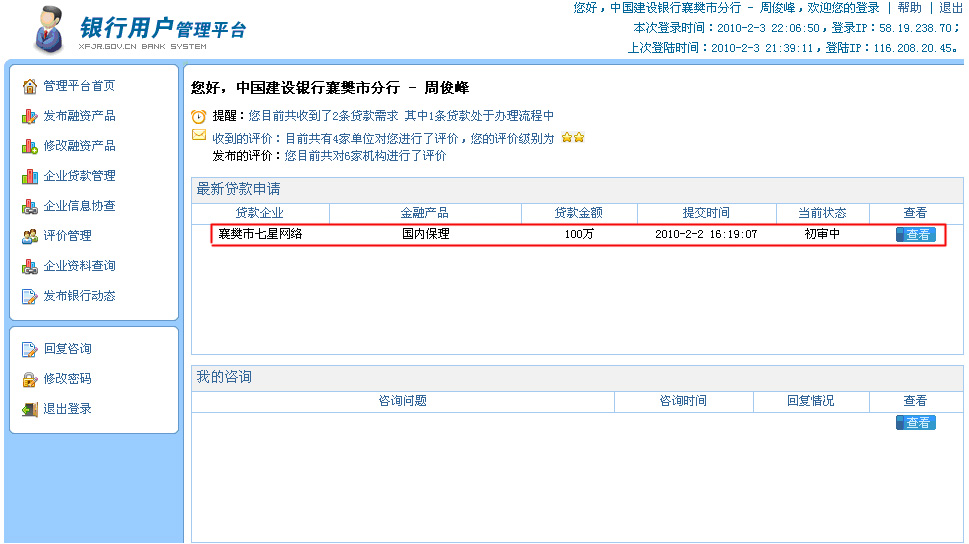 您好，中国建设银行襄樊市分行 - 周俊峰，欢迎您的登录 | 帮助 | 退出
本次登录时间：2010-2-3 22:06:50，登录IP：58.19.238.70；
上次登陆时间：2010-2-3 21:39:11，登陆IP：116.208.20.45。
银行用户管理平台
XFJR.GOV.CN BANK SYSTEM
管理平台首页
发布融资产品
修改融资产品
企业贷款管理
企业信息协查
评价管理
企业资料查询
发布银行动态
回复咨询
修改密码
退出登录
您好，中国建设银行襄樊市分行 - 周俊峰
提醒：您目前共收到了2条贷款需求 其中1条贷款处于办理流程中
收到的评价：目前共有4家单位对您进行了评价，您的评价级别为
发布的评价：您目前共对6家机构进行了评价
最新贷款申请
贷款企业 金融产品 贷款金额 提交时间 当前状态 查看
襄樊市七星网络 国内保理 100万 2010-2-2 16:19:07 初审中 查看
我的咨询
咨询问题 咨询时间 回复情况 查看
查看